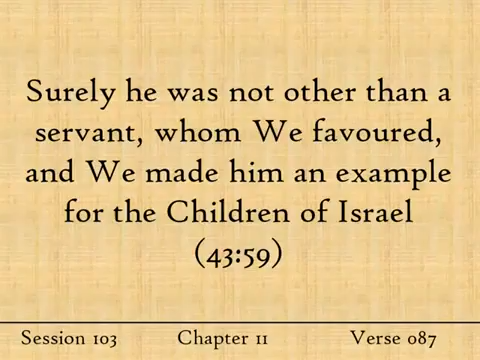 Surely he was not other than a
servant, whom We favoured,
and We made him an example
for the Children of Israel
(43:59)
Session 103 Chapter 11 Verse 087